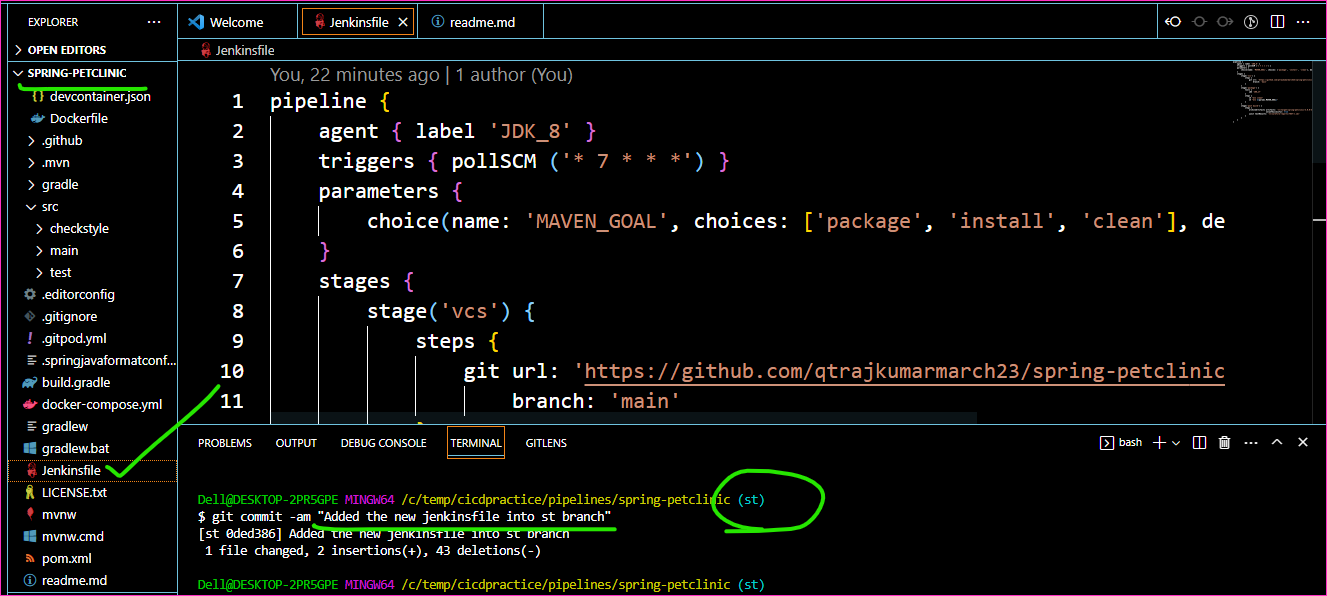 EXPLORER
Welcome
Jenkinsfile
readme.md
OPEN EDITORS
SPRING-PETCLINIC
{} devcontainer.json
Dockerfile
.github
.mvn
gradle
src
checkstyle
main
test
.editorconfig
.gitignore
! .gitpod.yml
.springjavaformatconf...
build.gradle
docker-compose.yml
gradlew
gradlew.bat
Jenkinsfile
LICENSE.txt
mvnw
mvnw.cmd
pom.xml
readme.md
Jenkinsfile
You, 22 minutes ago | 1 author (You)
1 pipeline {
2 agent { label 'JDK_8' }
3 triggers { pollSCM ('* 7 * * *') }
4 parameters {
5 choice(name: 'MAVEN_GOAL', choices: ['package', 'install', 'clean'], de
6 }
7 stages {
8 stage('vcs') {
9 steps {
10 git url: 'https://github.com/qtrajkumarmarch23/spring-petclinic
11 branch: 'main'
PROBLEMS OUTPUT DEBUG CONSOLE TERMINAL GITLENS
bash
Dell@DESKTOP-2PR5GPE MINGW64 /c/temp/cicdpractice/pipelines/spring-petclinic (st)
$ git commit -am "Added the new jenkinsfile into st branch"
[st 0ded386] Added the new jenkinsfile into st branch
1 file changed, 2 insertions(+), 43 deletions(-)
Dell@DESKTOP-2PR5GPE MINGW64 /c/temp/cicdpractice/pipelines/spring-petclinic (st)